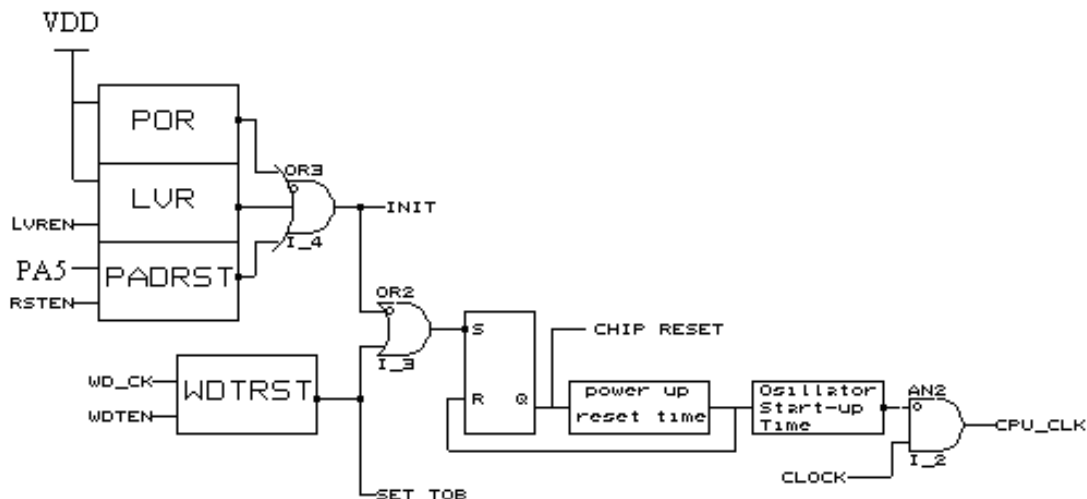 VDD
POR
OR3
LVR
INIT
LVREN
I_4
PA5
PADRST
RSTEN
OR2
S
CHIP RESET
I_3
WD_CK
WDTRST
WDTEN
R
Q
power up
reset time
Osillator
Start-up
Time
AN2
CPU_CLK
I_2
CLOCK
SET TOB